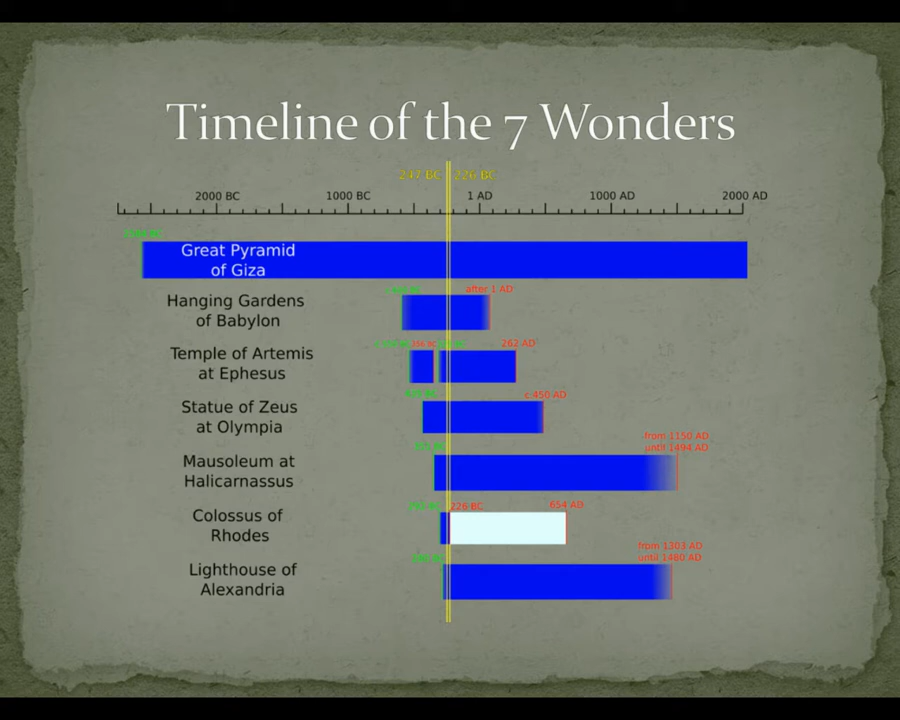 Timeline of the 7 Wonders
247 BC 226 BC
2000 BC 1000 BC 1 AD 1000 AD 2000 AD
Great Pyramid
of Giza
after 1 AD
Hanging Gardens
of Babylon
262 AD
Temple of Artemis
at Ephesus
c.450 AD
Statue of Zeus
at Olympia
from 1150 AD
until 1494 AD
Mausoleum at
Halicarnassus
226 BC 654 AD
Colossus of
Rhodes
from 1303 AD
until 1480 AD
Lighthouse of
Alexandria